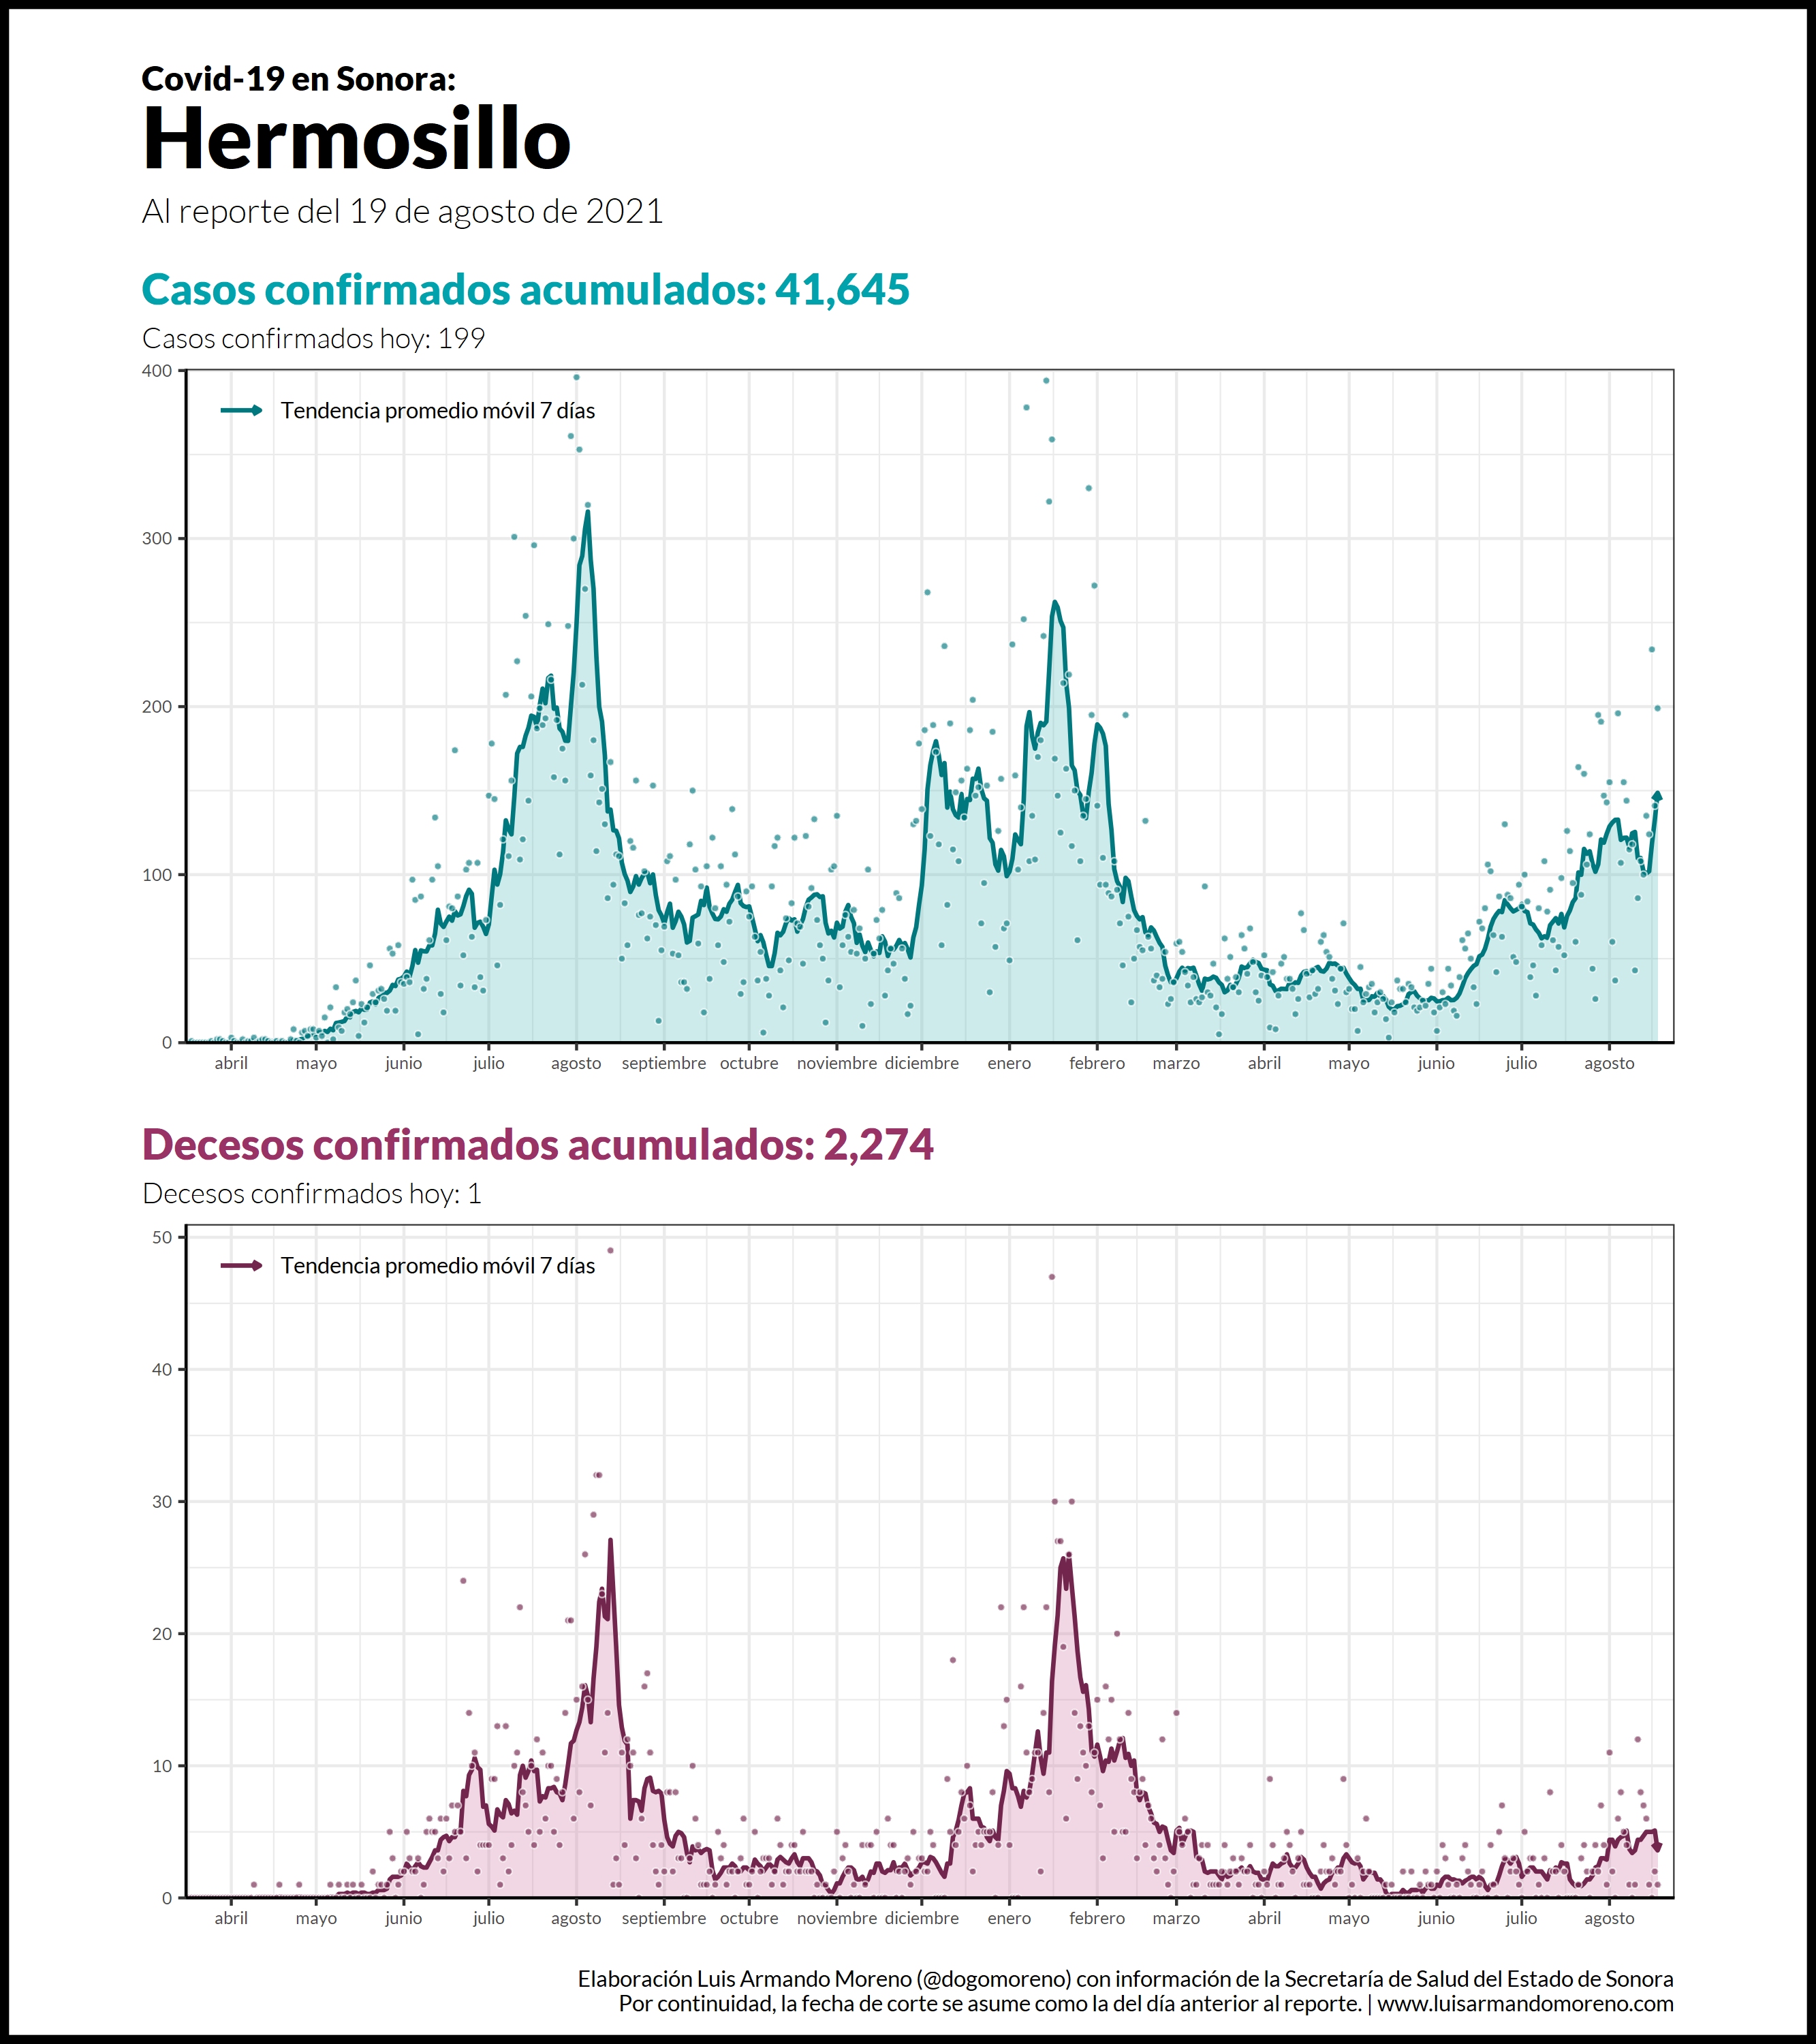 Covid-19 en Sonora:
Hermosillo
Al reporte del 19 de agosto de 2021
Casos confirmados acumulados: 41,645
Casos confirmados hoy: 199
400
Tendencia promedio móvil 7 días
300
200
100
0
abril mayo junio julio agosto septiembre octubre noviembre diciembre enero febrero marzo abril mayo junio julio agosto
Decesos confirmados acumulados: 2,274
Decesos confirmados hoy: 1
50
Tendencia promedio móvil 7 días
40
30
20
10
0
abril mayo junio julio agosto septiembre octubre noviembre diciembre enero febrero marzo abril mayo junio julio agosto
Elaboración Luis Armando Moreno (@dogomoreno) con información de la Secretaría de Salud del Estado de Sonora
Por continuidad, la fecha de corte se asume como la del día anterior al reporte. | www.luisarmandomoreno.com